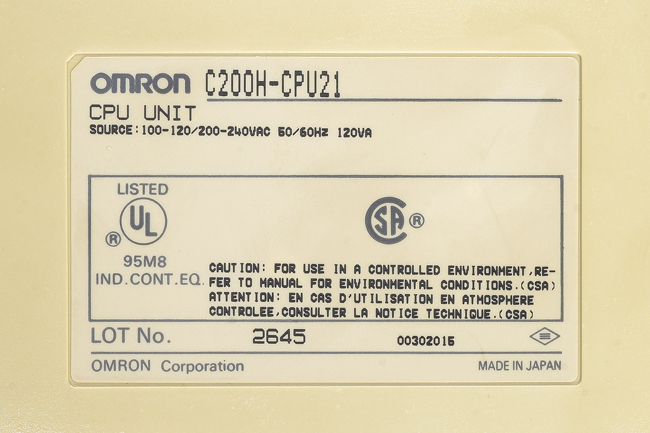 OMRON C200H-CPU21
CPU UNIT
SOURCE:100-120/200-240VAC 50/60Hz 120VA
LISTED
UL ®
95M8
IND.CONT.EQ.
SA ®
CAUTION: FOR USE IN A CONTROLLED ENVIRONMENT,RE-
FER TO MANUAL FOR ENVIRONMENTAL CONDITIONS.(CSA)
ATTENTION: EN CAS D'UTILISATION EN ATMOSPHERE
CONTROLEE,CONSULTER LA NOTICE TECHNIQUE.(CSA)
LOT No. 2645 00302015
OMRON Corporation MADE IN JAPAN